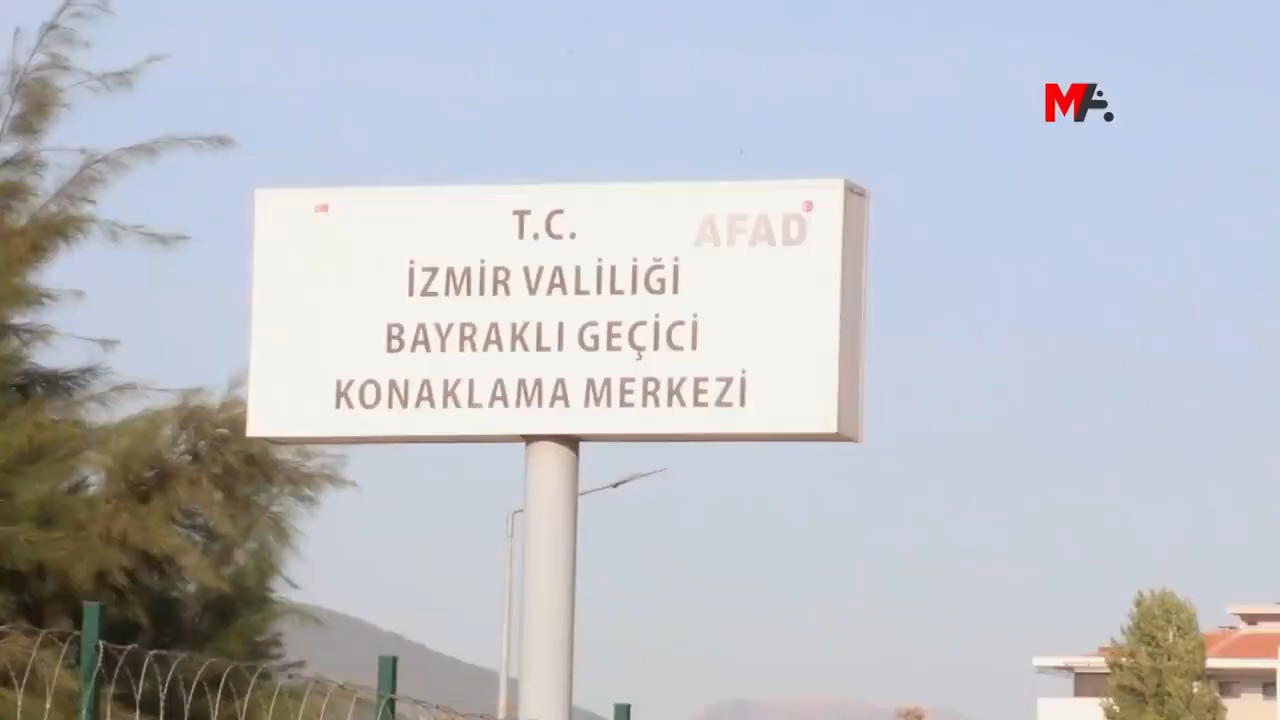 MA
T.C.
AFAD
İZMİR VALİLİĞİ
BAYRAKLI GEÇİCİ
KONAKLAMA MERKEZİ